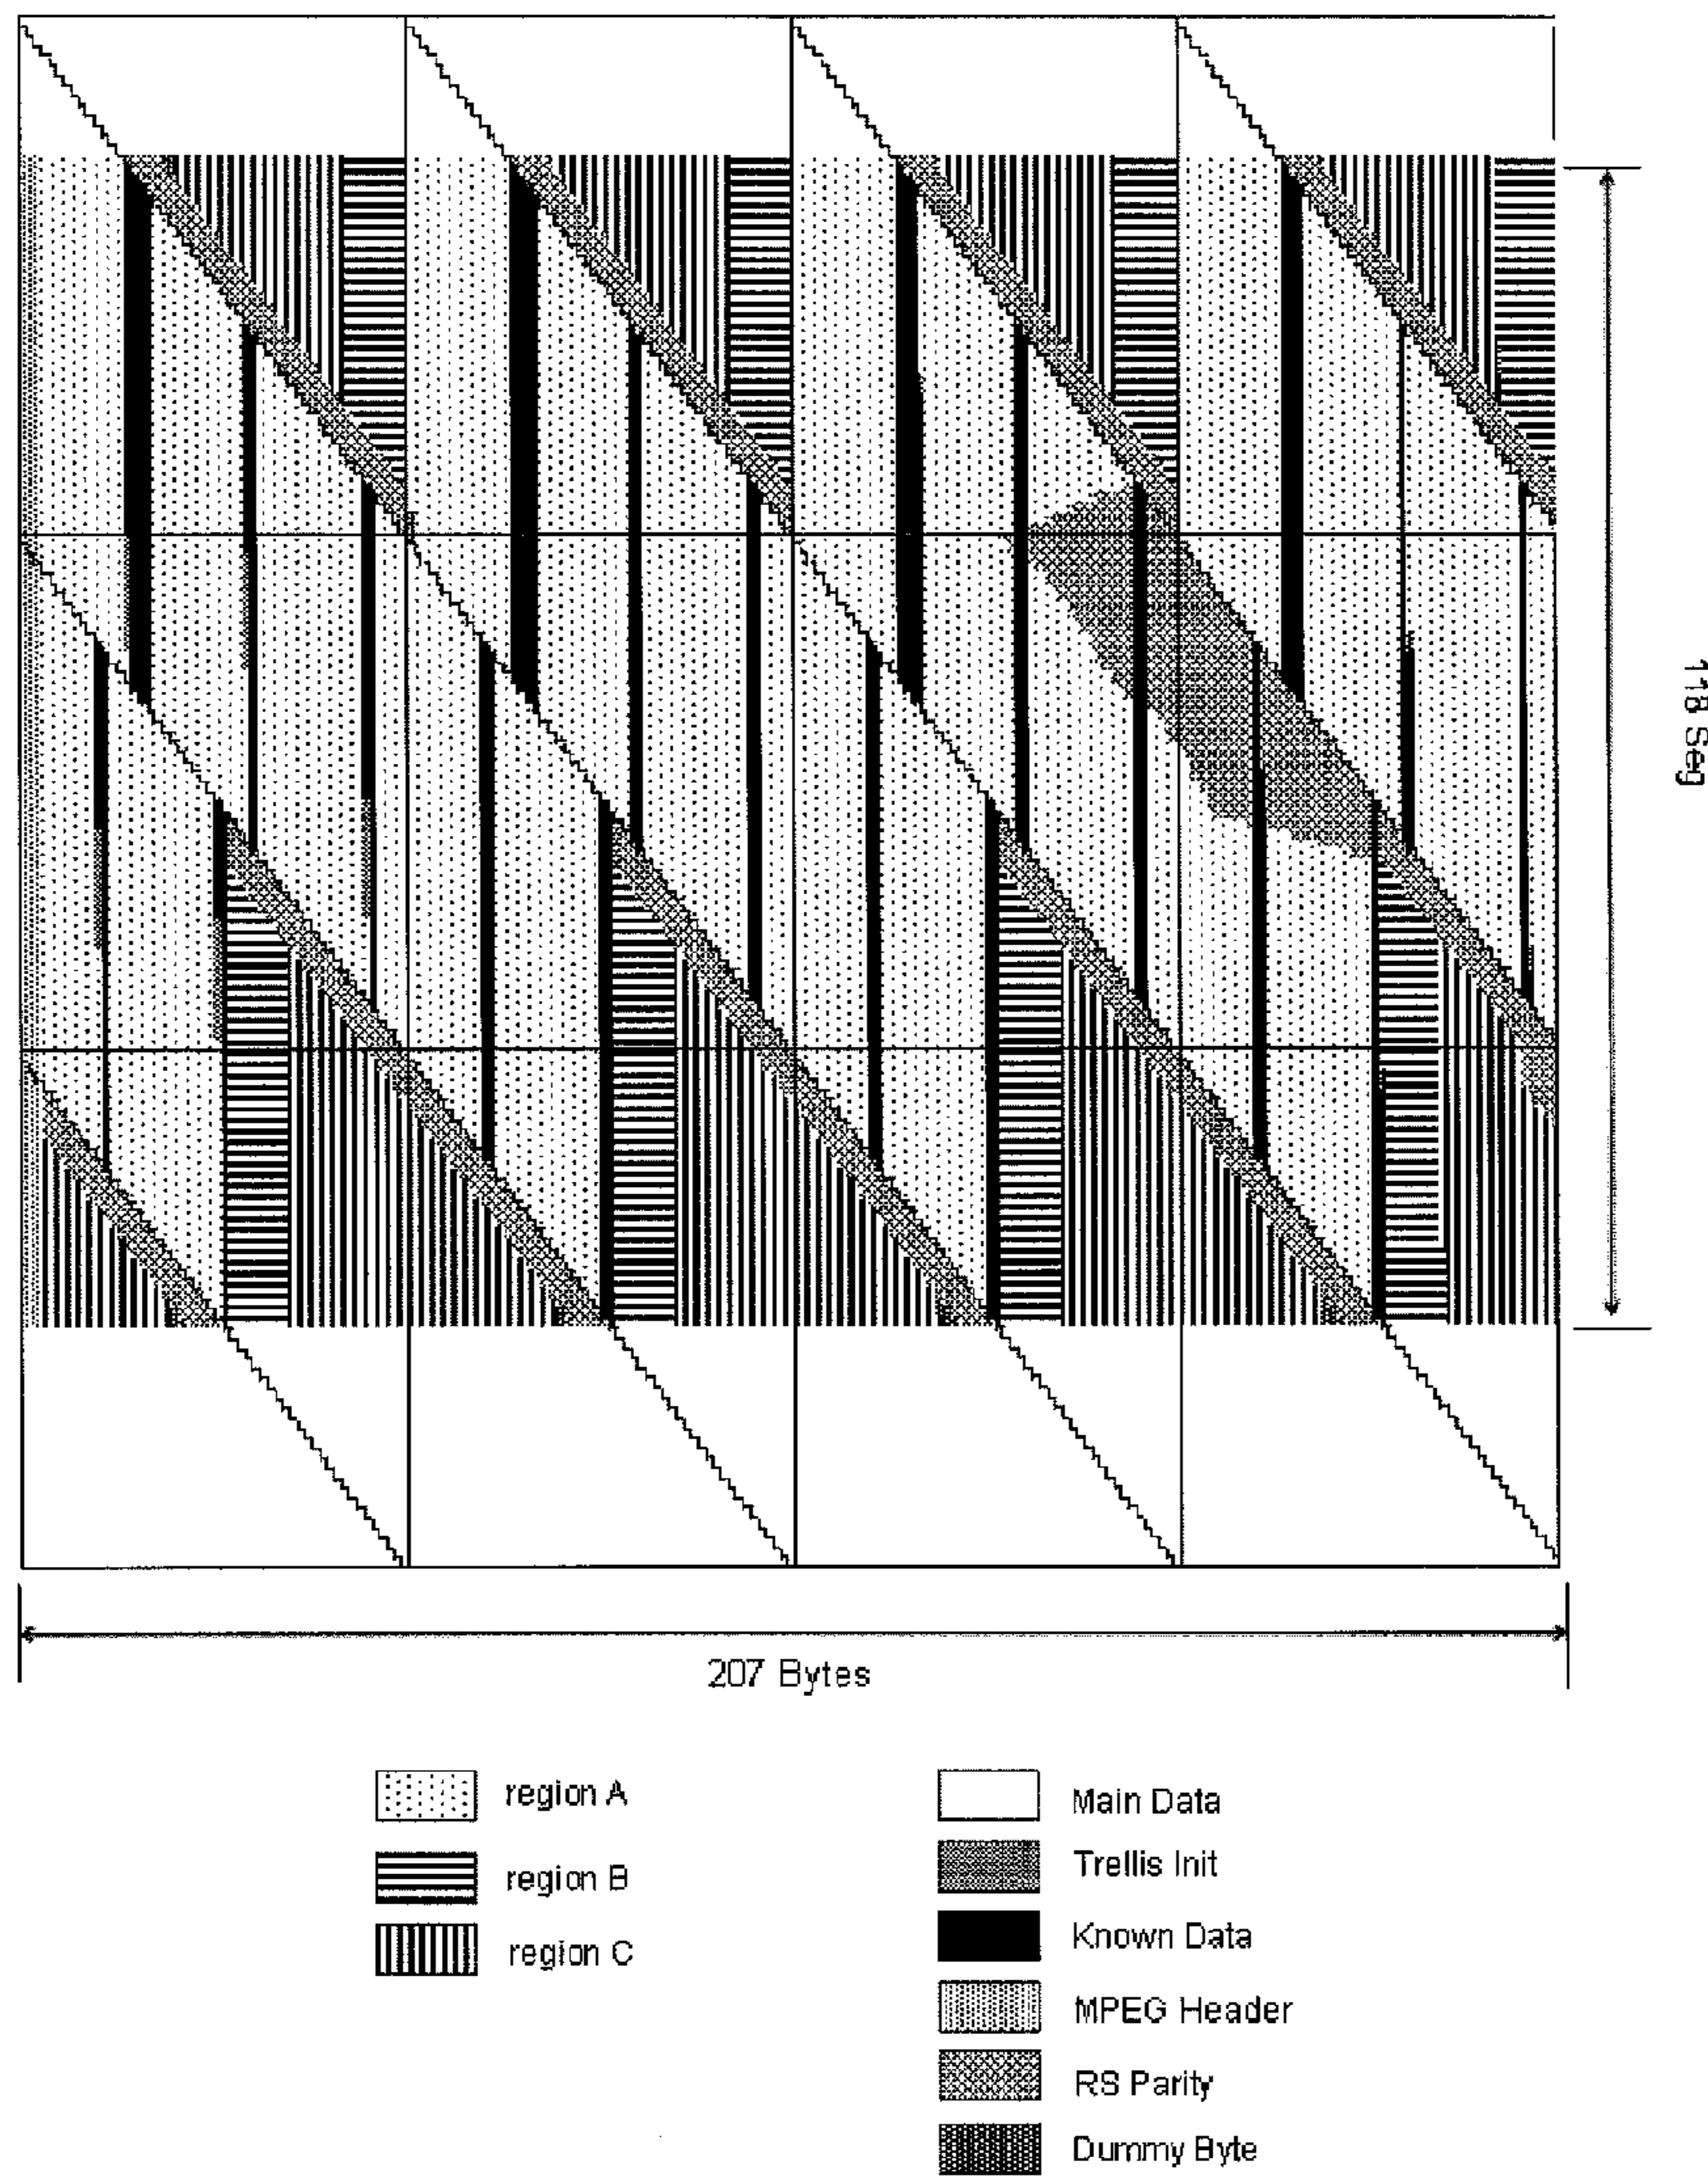 118 Seg
207 Bytes
region A
region B
region C
Main Data
Trellis Init
Known Data
MPEG Header
RS Parity
Dummy Byte